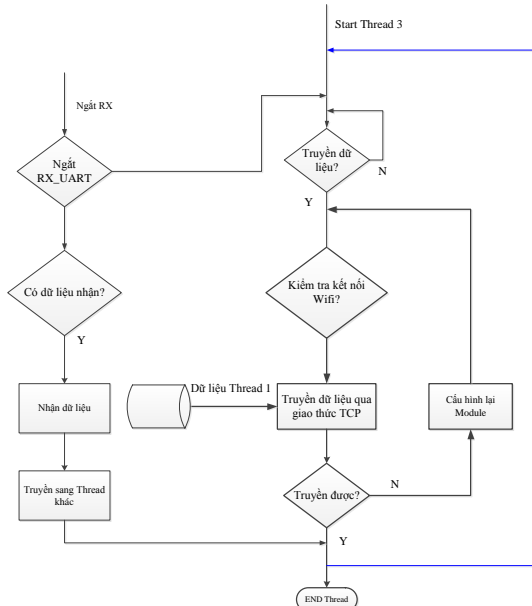 Start Thread 3
Ngắt RX
Ngắt
RX_UART
Truyền dữ
liệu?
N
Y
Có dữ liệu nhận?
Kiểm tra kết nối
Wifi?
Y
Dữ liệu Thread 1
Nhận dữ liệu
Truyền dữ liệu qua
giao thức TCP
Cấu hình lại
Module
Truyền sang Thread
khác
Truyền được?
N
Y
END Thread